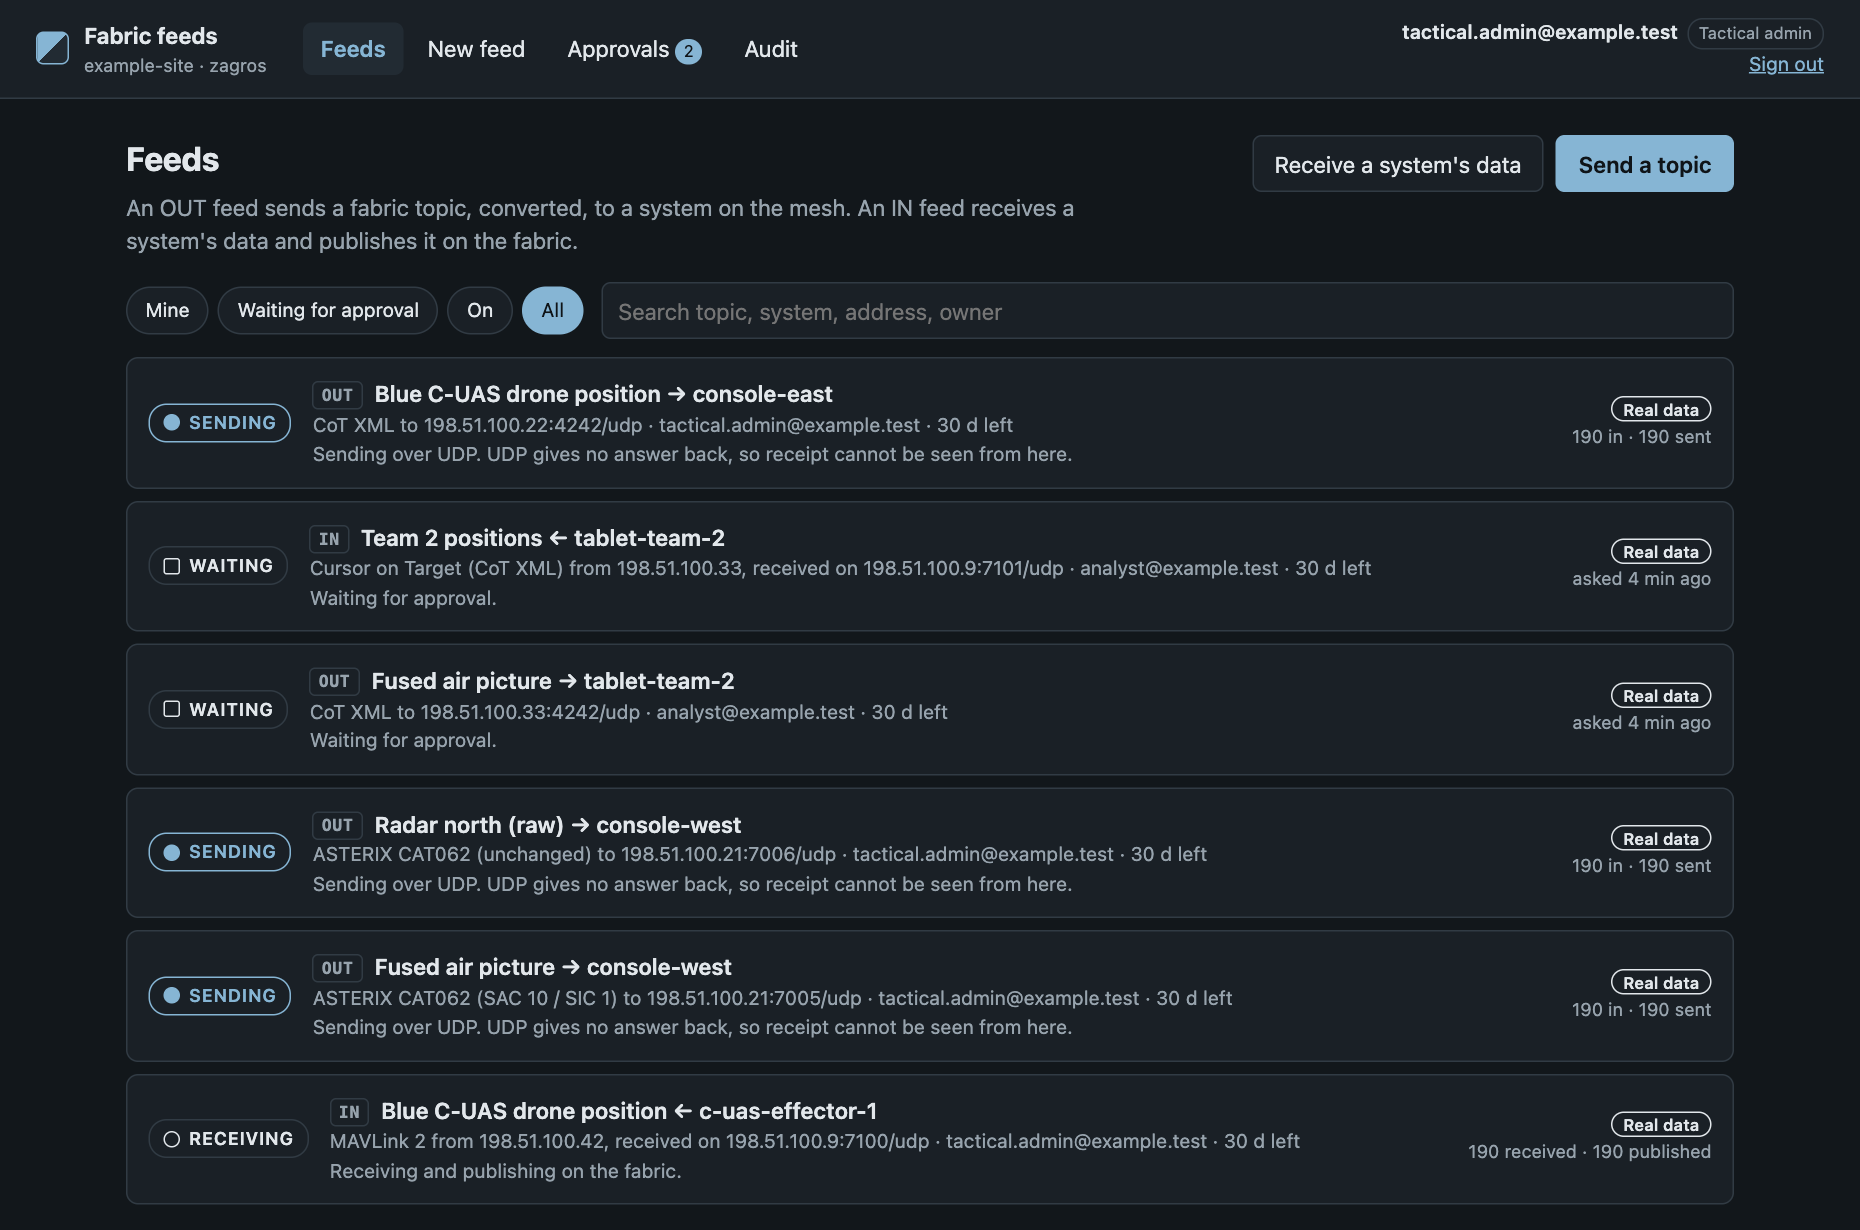 Fabric feeds
example-site · zagros
Feeds
New feed
Approvals 2
Audit
tactical.admin@example.test
Tactical admin
Sign out
Feeds
An OUT feed sends a fabric topic, converted, to a system on the mesh. An IN feed receives a
system's data and publishes it on the fabric.
Receive a system's data
Send a topic
Mine
Waiting for approval
On
All
Search topic, system, address, owner
SENDING
OUT Blue C-UAS drone position → console-east
CoT XML to 198.51.100.22:4242/udp · tactical.admin@example.test · 30 d left
Sending over UDP. UDP gives no answer back, so receipt cannot be seen from here.
Real data
190 in · 190 sent
WAITING
IN Team 2 positions ← tablet-team-2
Cursor on Target (CoT XML) from 198.51.100.33, received on 198.51.100.9:7101/udp · analyst@example.test · 30 d left
Waiting for approval.
Real data
asked 4 min ago
WAITING
OUT Fused air picture → tablet-team-2
CoT XML to 198.51.100.33:4242/udp · analyst@example.test · 30 d left
Waiting for approval.
Real data
asked 4 min ago
SENDING
OUT Radar north (raw) → console-west
ASTERIX CAT062 (unchanged) to 198.51.100.21:7006/udp · tactical.admin@example.test · 30 d left
Sending over UDP. UDP gives no answer back, so receipt cannot be seen from here.
Real data
190 in · 190 sent
SENDING
OUT Fused air picture → console-west
ASTERIX CAT062 (SAC 10 / SIC 1) to 198.51.100.21:7005/udp · tactical.admin@example.test · 30 d left
Sending over UDP. UDP gives no answer back, so receipt cannot be seen from here.
Real data
190 in · 190 sent
RECEIVING
IN Blue C-UAS drone position ← c-uas-effector-1
MAVLink 2 from 198.51.100.42, received on 198.51.100.9:7100/udp · tactical.admin@example.test · 30 d left
Receiving and publishing on the fabric.
Real data
190 received · 190 published